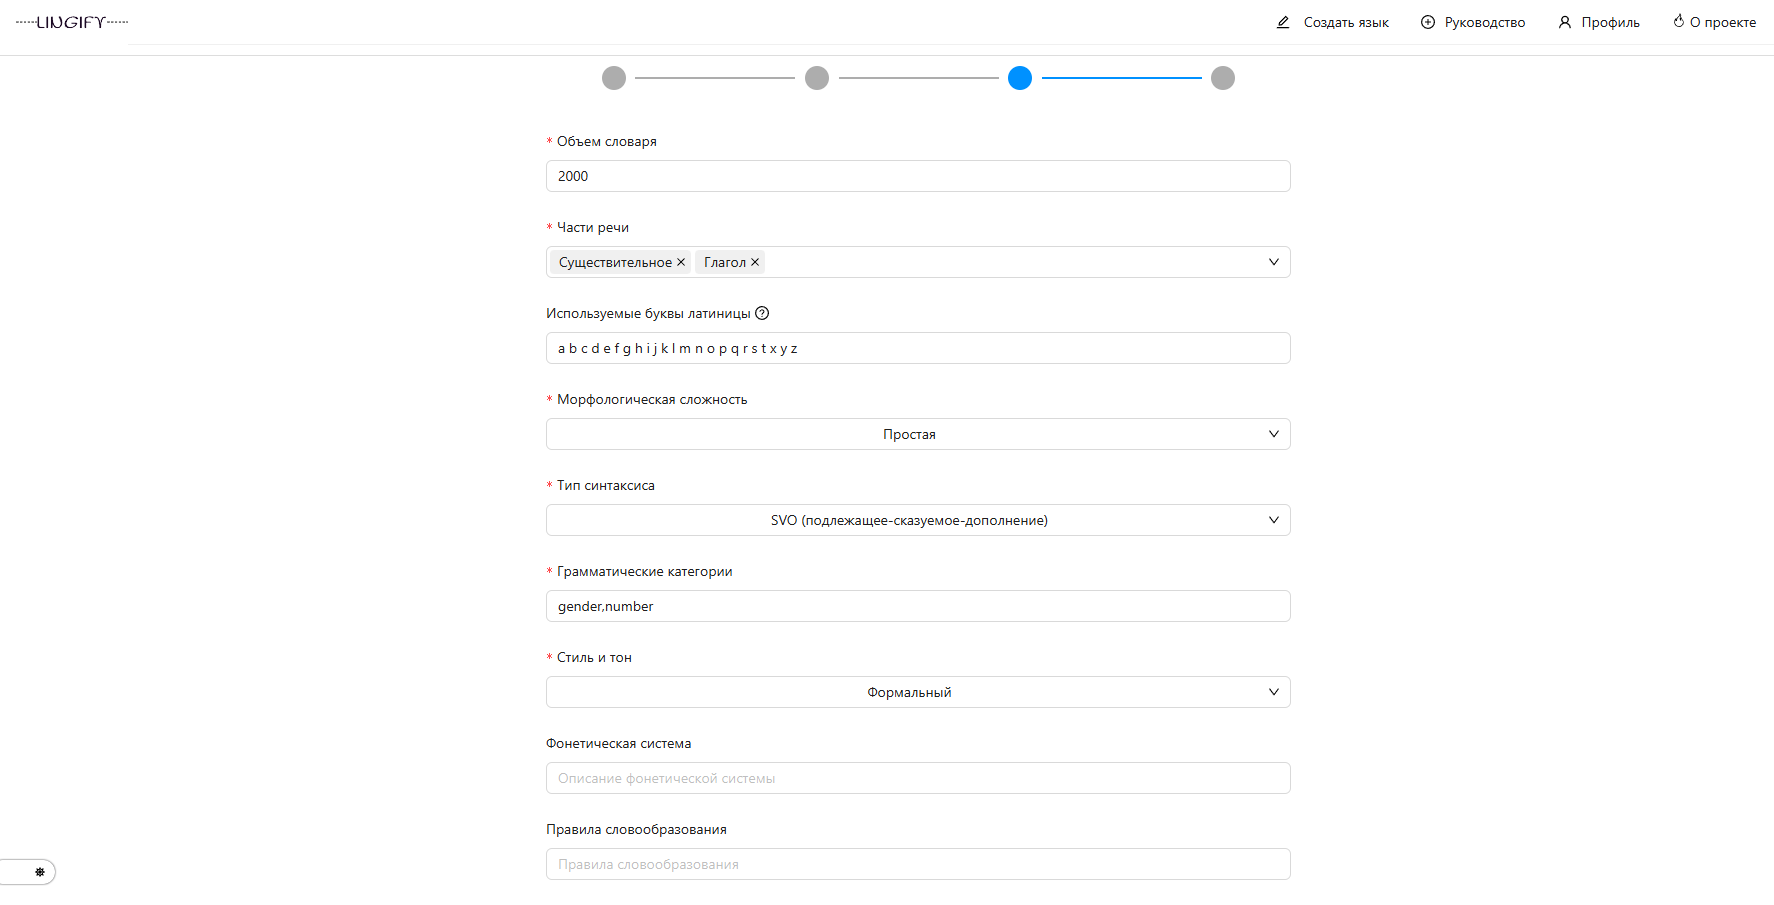 LINGIFY
Создать язык
Руководство
Профиль
О проекте
* Объем словаря
2000
* Части речи
Существительное
Глагол
Используемые буквы латиницы
a b c d e f g h i j k l m n o p q r s t x y z
* Морфологическая сложность
Простая
* Тип синтаксиса
SVO (подлежащее-сказуемое-дополнение)
* Грамматические категории
gender,number
* Стиль и тон
Формальный
Фонетическая система
Описание фонетической системы
Правила словообразования
Правила словообразования